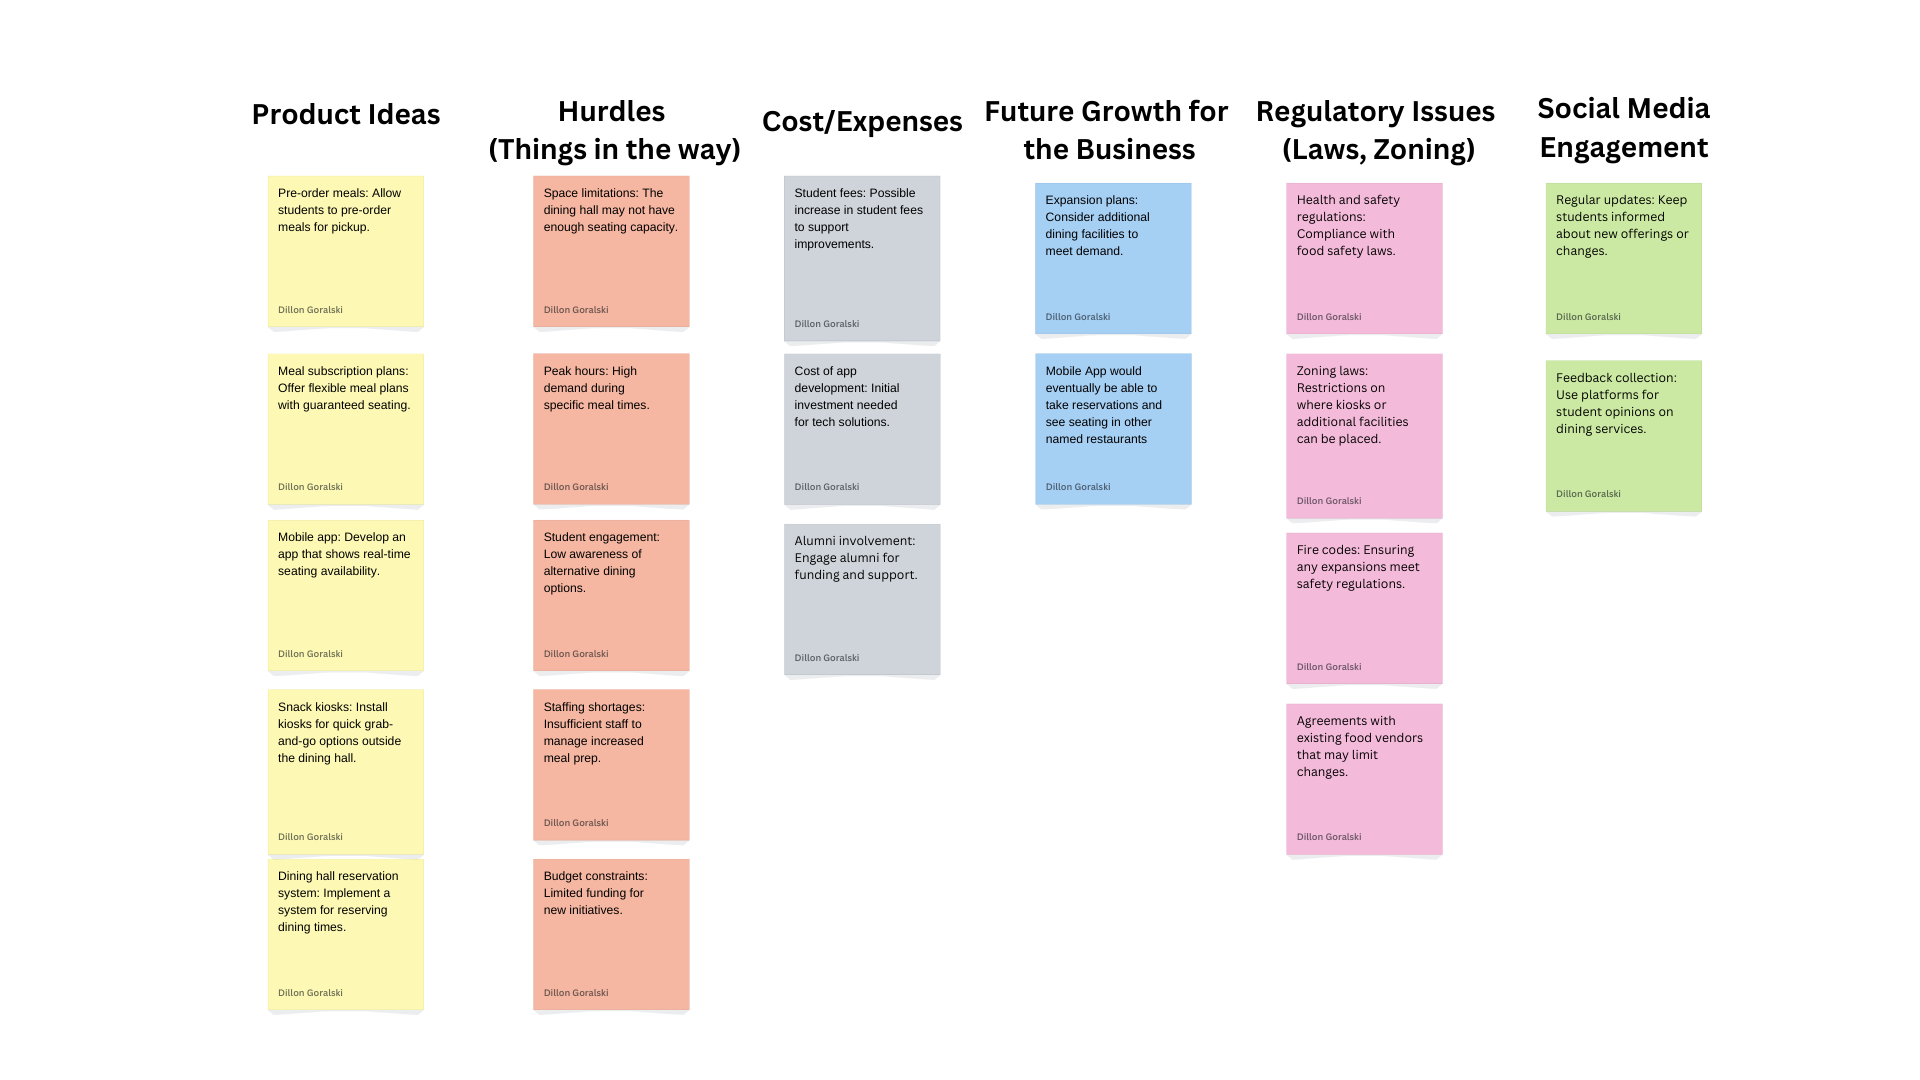 Product Ideas
Pre-order meals: Allow
students to pre-order
meals for pickup.
Dillon Goralski
Meal subscription plans:
Offer flexible meal plans
with guaranteed seating.
Dillon Goralski
Mobile app: Develop an
app that shows real-time
seating availability.
Dillon Goralski
Snack kiosks: Install
kiosks for quick grab-
and-go options outside
the dining hall.
Dillon Goralski
Dining hall reservation
system: Implement a
system for reserving
dining times.
Dillon Goralski
Hurdles
(Things in the way)
Space limitations: The
dining hall may not have
enough seating capacity.
Dillon Goralski
Peak hours: High
demand during
specific meal times.
Dillon Goralski
Student engagement:
Low awareness of
alternative dining
options.
Dillon Goralski
Staffing shortages:
Insufficient staff to
manage increased
meal prep.
Dillon Goralski
Budget constraints:
Limited funding for
new initiatives.
Dillon Goralski
Cost/Expenses
Student fees: Possible
increase in student fees
to support
improvements.
Dillon Goralski
Cost of app
development: Initial
investment needed
for tech solutions.
Dillon Goralski
Alumni involvement:
Engage alumni for
funding and support.
Dillon Goralski
Future Growth for
the Business
Expansion plans:
Consider additional
dining facilities to
meet demand.
Dillon Goralski
Mobile App would
eventually be able to
take reservations and
see seating in other
named restaurants
Dillon Goralski
Regulatory Issues
(Laws, Zoning)
Health and safety
regulations:
Compliance with
food safety laws.
Dillon Goralski
Zoning laws:
Restrictions on
where kiosks or
additional facilities
can be placed.
Dillon Goralski
Fire codes: Ensuring
any expansions meet
safety regulations.
Dillon Goralski
Agreements with
existing food vendors
that may limit
changes.
Dillon Goralski
Social Media
Engagement
Regular updates: Keep
students informed
about new offerings or
changes.
Dillon Goralski
Feedback collection:
Use platforms for
student opinions on
dining services.
Dillon Goralski